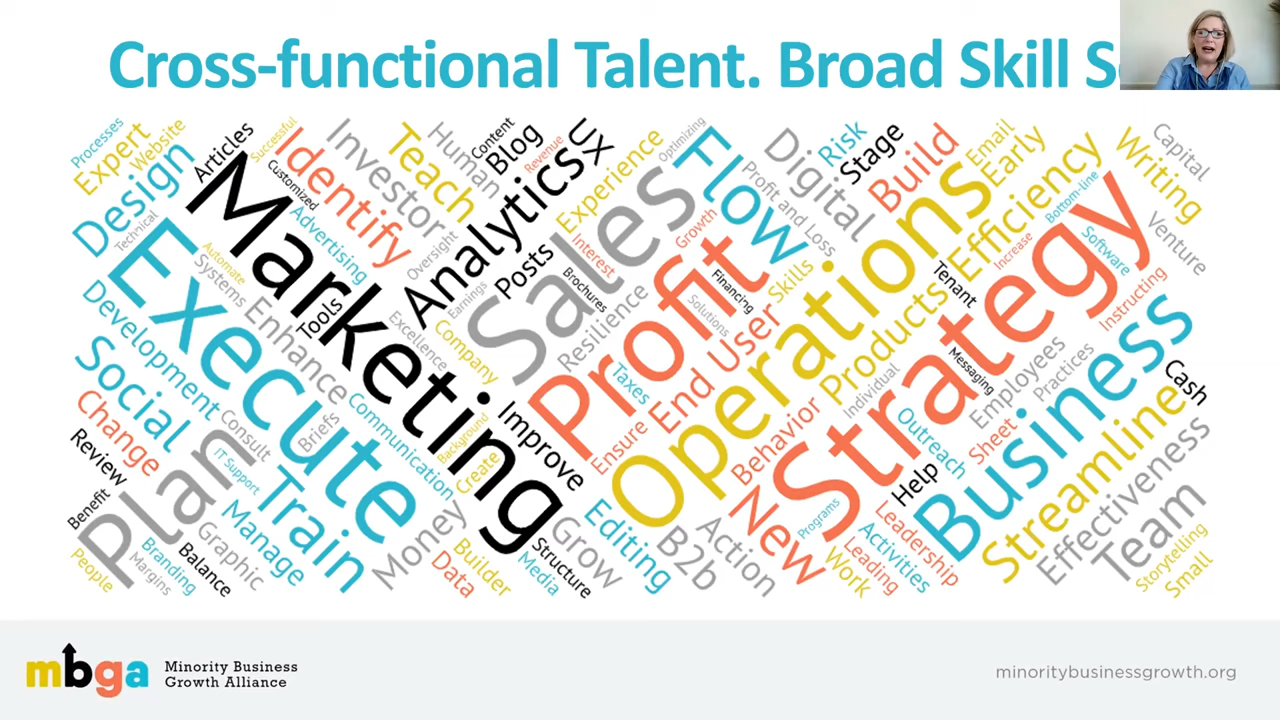 Cross-functional Talent. Broad Skill S
Processes
Expert
Website
Design
Technical
Articles
Successful
Customized
Identify
Advertising
Investor
Oversight
Teach
Human
Content
Blog
Revenue
UX
Analytics
Experience
Optimizing
Flow
Digital
Profit and Loss
Risk
Stage
Build
Email
Early
Efficiency
Writing
Capital
Venture
Bottom-line
Software
Increase
Instructing
Marketing
Execute
Automate
Systems
Enhance
Tools
Earnings
Excellence
Company
Posts
Interest
Brochures
Sales
Resilience
Growth
Financing
Solutions
Skills
Profit
Taxes
Ensure
End User
Operations
Products
Tenant
Individual
Behavior
Messaging
Strategy
Employees
Practices
Sheet
Outreach
Help
Business
Cash
Streamline
Effectiveness
Team
Storytelling
Small
Development
Social
Change
Review
Benefit
Plan
People
Consult
IT Support
Briefs
Communication
Background
Create
Improve
Train
Manage
Graphic
Branding
Margins
Balance
Money
Data
Builder
Media
Structure
Grow
Editing
B2b
Action
New
Programs
Work
Leading
Activities
Leadership
mbga
Minority Business
Growth Alliance
minoritybusinessgrowth.org